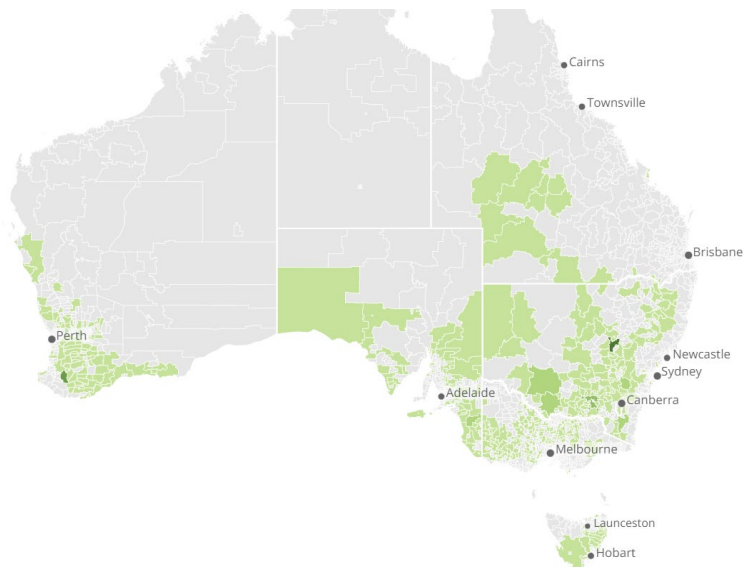 Cairns
Townsville
Brisbane
Perth
Newcastle
Sydney
Adelaide
Canberra
Melbourne
Launceston
Hobart